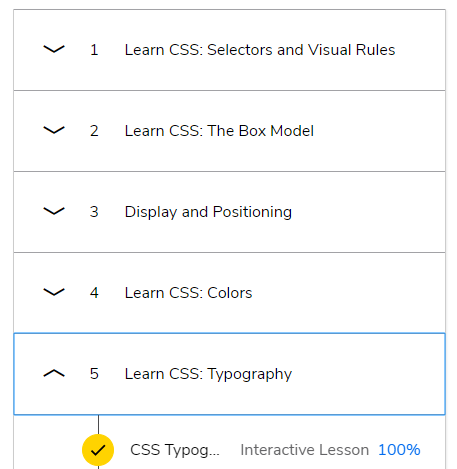 1 Learn CSS: Selectors and Visual Rules
2 Learn CSS: The Box Model
3 Display and Positioning
4 Learn CSS: Colors
5 Learn CSS: Typography
CSS Typog... Interactive Lesson 100%